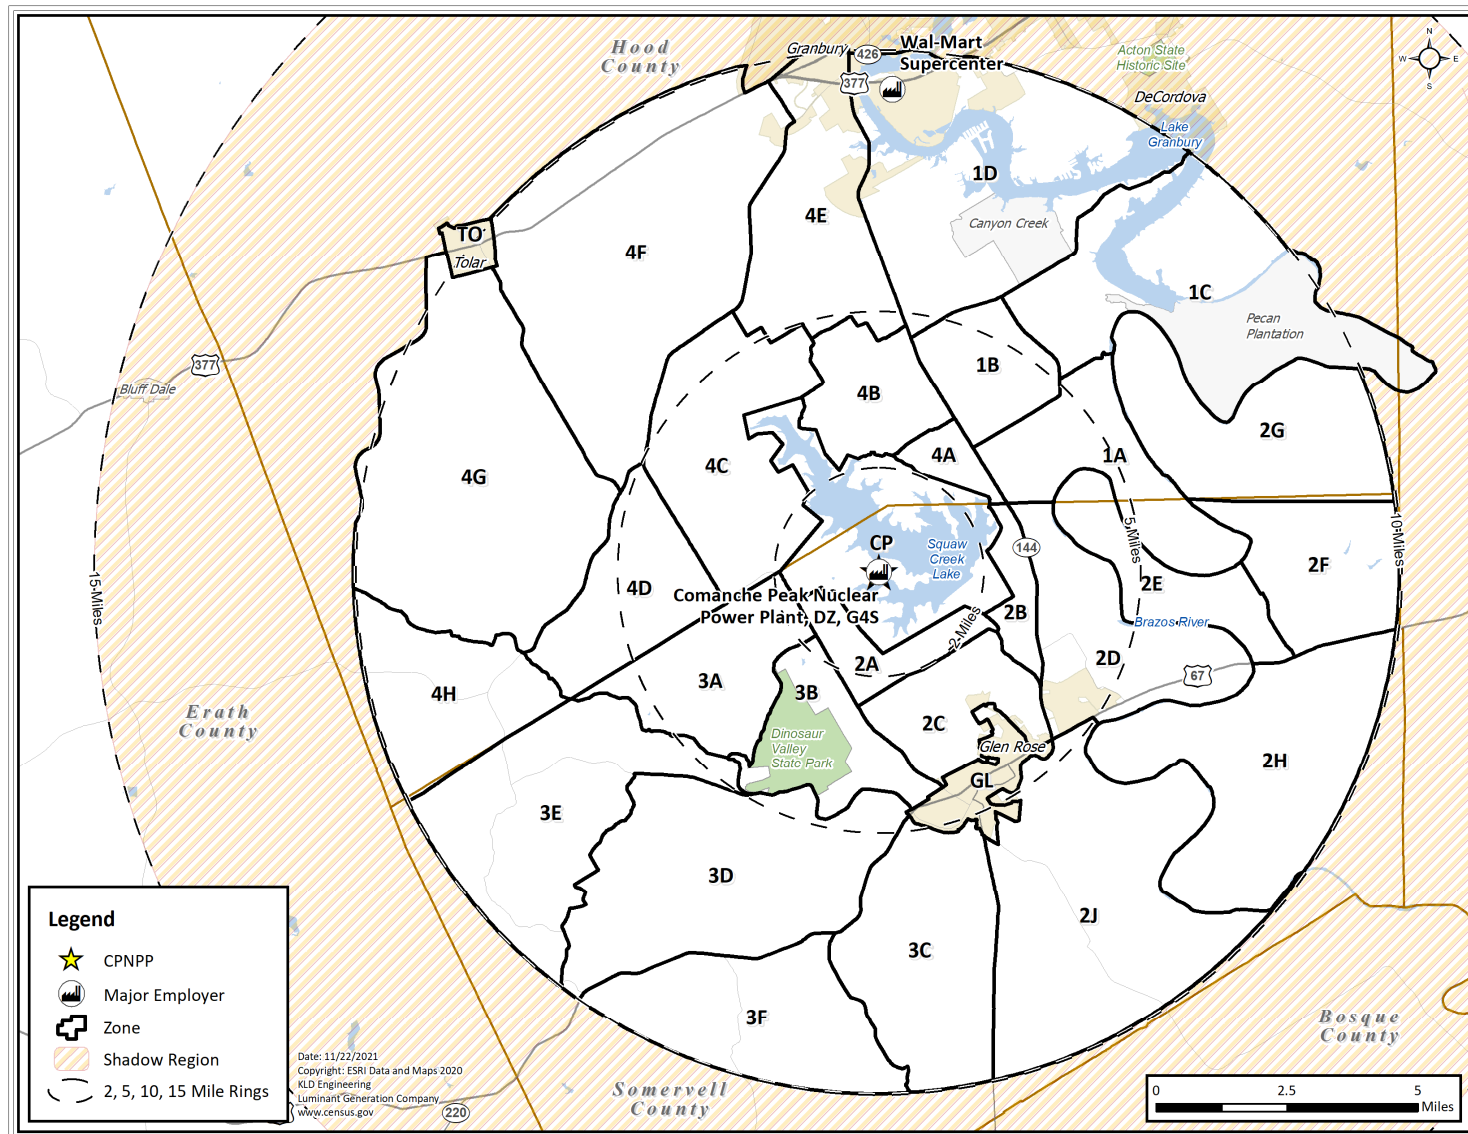 Hood
County
Granbury
426
Wal-Mart
Supercenter
377
Acton State
Historic Site
N
W
E
S
DeCordova
Lake
Granbury
1D
4E
Canyon Creek
TO
Tolar
4F
1C
Pecan
Plantation
377
Bluff Dale
1B
4B
2G
4A
1A
4C
4G
10 Miles
5 Miles
CP
Squaw
Creek
Lake
144
2F
15 Miles
4D
2E
Comanche Peak Nuclear
Power Plant, DZ, G4S
2B
Brazos River
2 Miles
2A
2D
67
3A
3B
4H
Erath
County
2C
Dinosaur
Valley
State Park
Glen Rose
2H
GL
3E
3D
2J
3C
3F
Bosque
County
Somervell
County
220
Legend
CPNPP
Major Employer
Zone
Shadow Region
2, 5, 10, 15 Mile Rings
Date: 11/22/2021
Copyright: ESRI Data and Maps 2020
KLD Engineering
Luminant Generation Company
www.census.gov
0 2.5 5
Miles